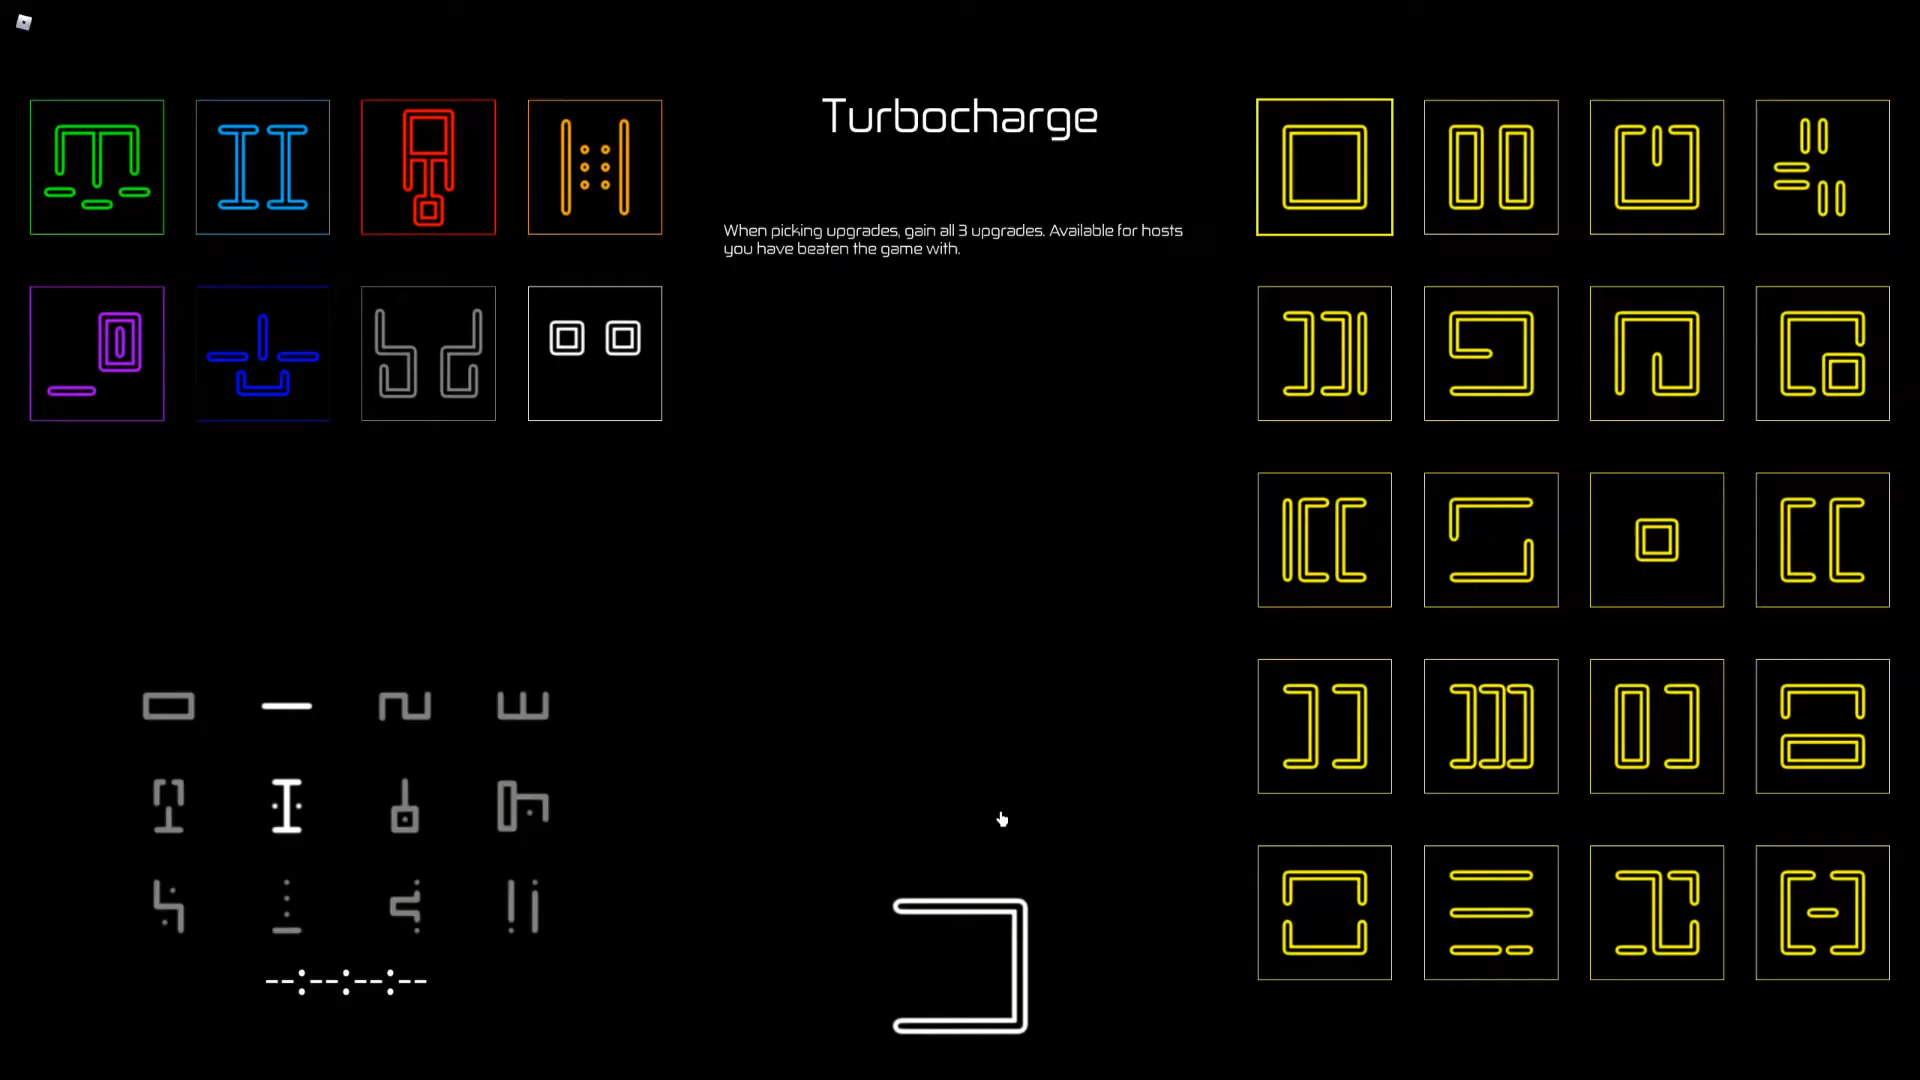 Turbocharge
When picking upgrades, gain all 3 upgrades. Available for hosts
you have beaten the game with.
--:--:--:--